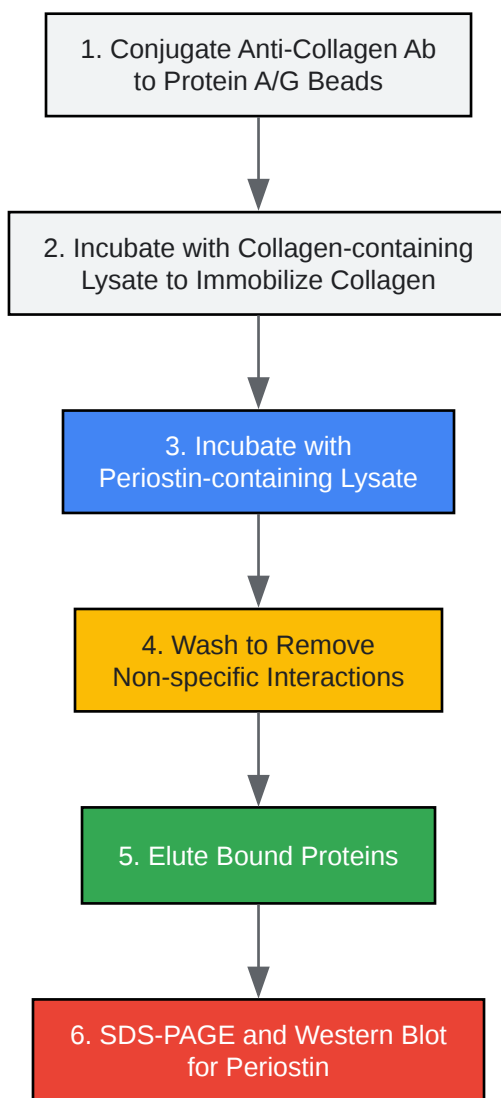 1. Conjugate Anti-Collagen Ab
to Protein A/G Beads
2. Incubate with Collagen-containing
Lysate to Immobilize Collagen
3. Incubate with
Periostin-containing Lysate
4. Wash to Remove
Non-specific Interactions
5. Elute Bound Proteins
6. SDS-PAGE and Western Blot
for Periostin